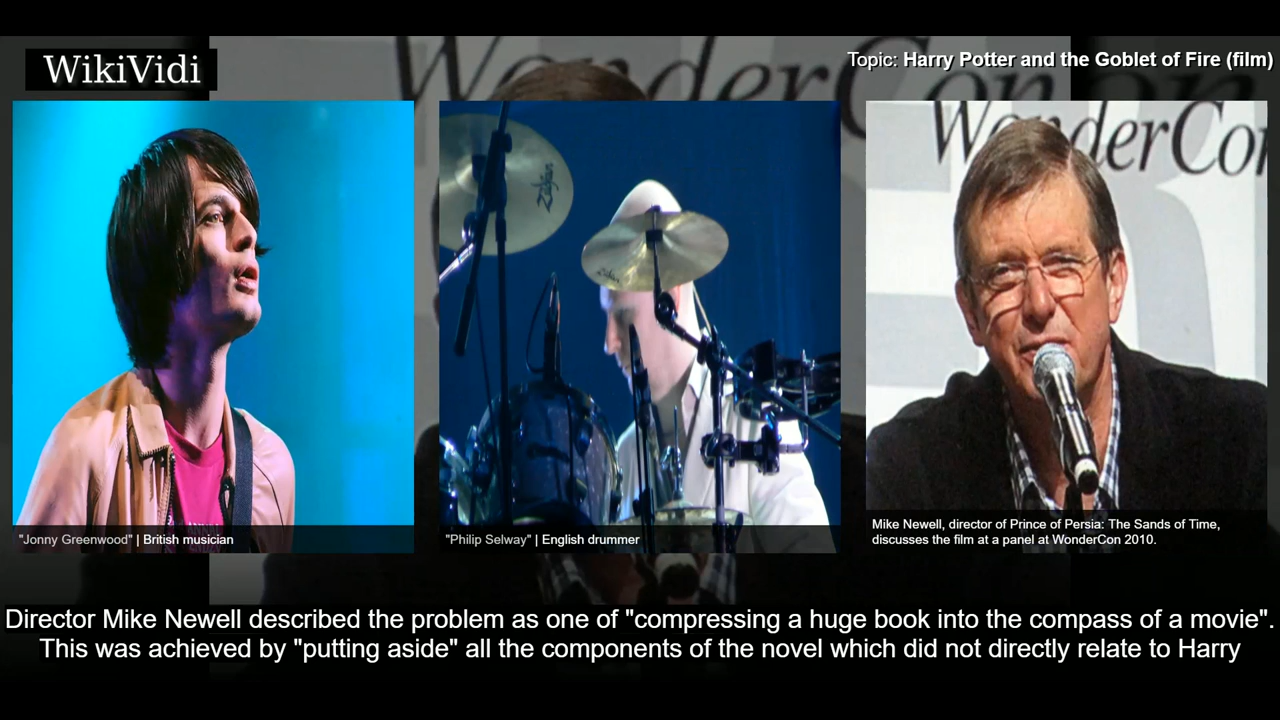 WikiVidi
Topic: Harry Potter and the Goblet of Fire (film)
WonderCon
WonderCon
Zildjian
"Jonny Greenwood" | British musician
"Philip Selway" | English drummer
Mike Newell, director of Prince of Persia: The Sands of Time,
discusses the film at a panel at WonderCon 2010.
Director Mike Newell described the problem as one of "compressing a huge book into the compass of a movie".
This was achieved by "putting aside" all the components of the novel which did not directly relate to Harry